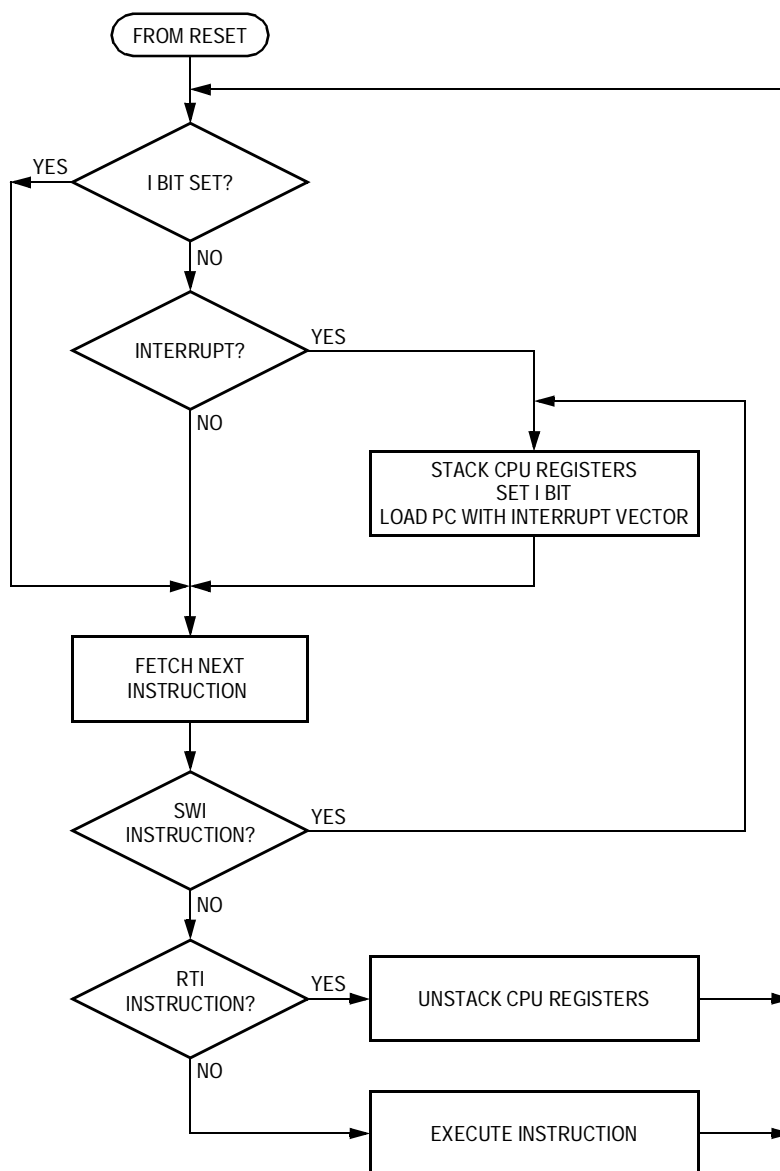 FROM RESET
YES
I BIT SET?
NO
INTERRUPT?
YES
NO
STACK CPU REGISTERS
SET I BIT
LOAD PC WITH INTERRUPT VECTOR
FETCH NEXT
INSTRUCTION
SWI
INSTRUCTION?
YES
NO
RTI
INSTRUCTION?
YES
UNSTACK CPU REGISTERS
NO
EXECUTE INSTRUCTION